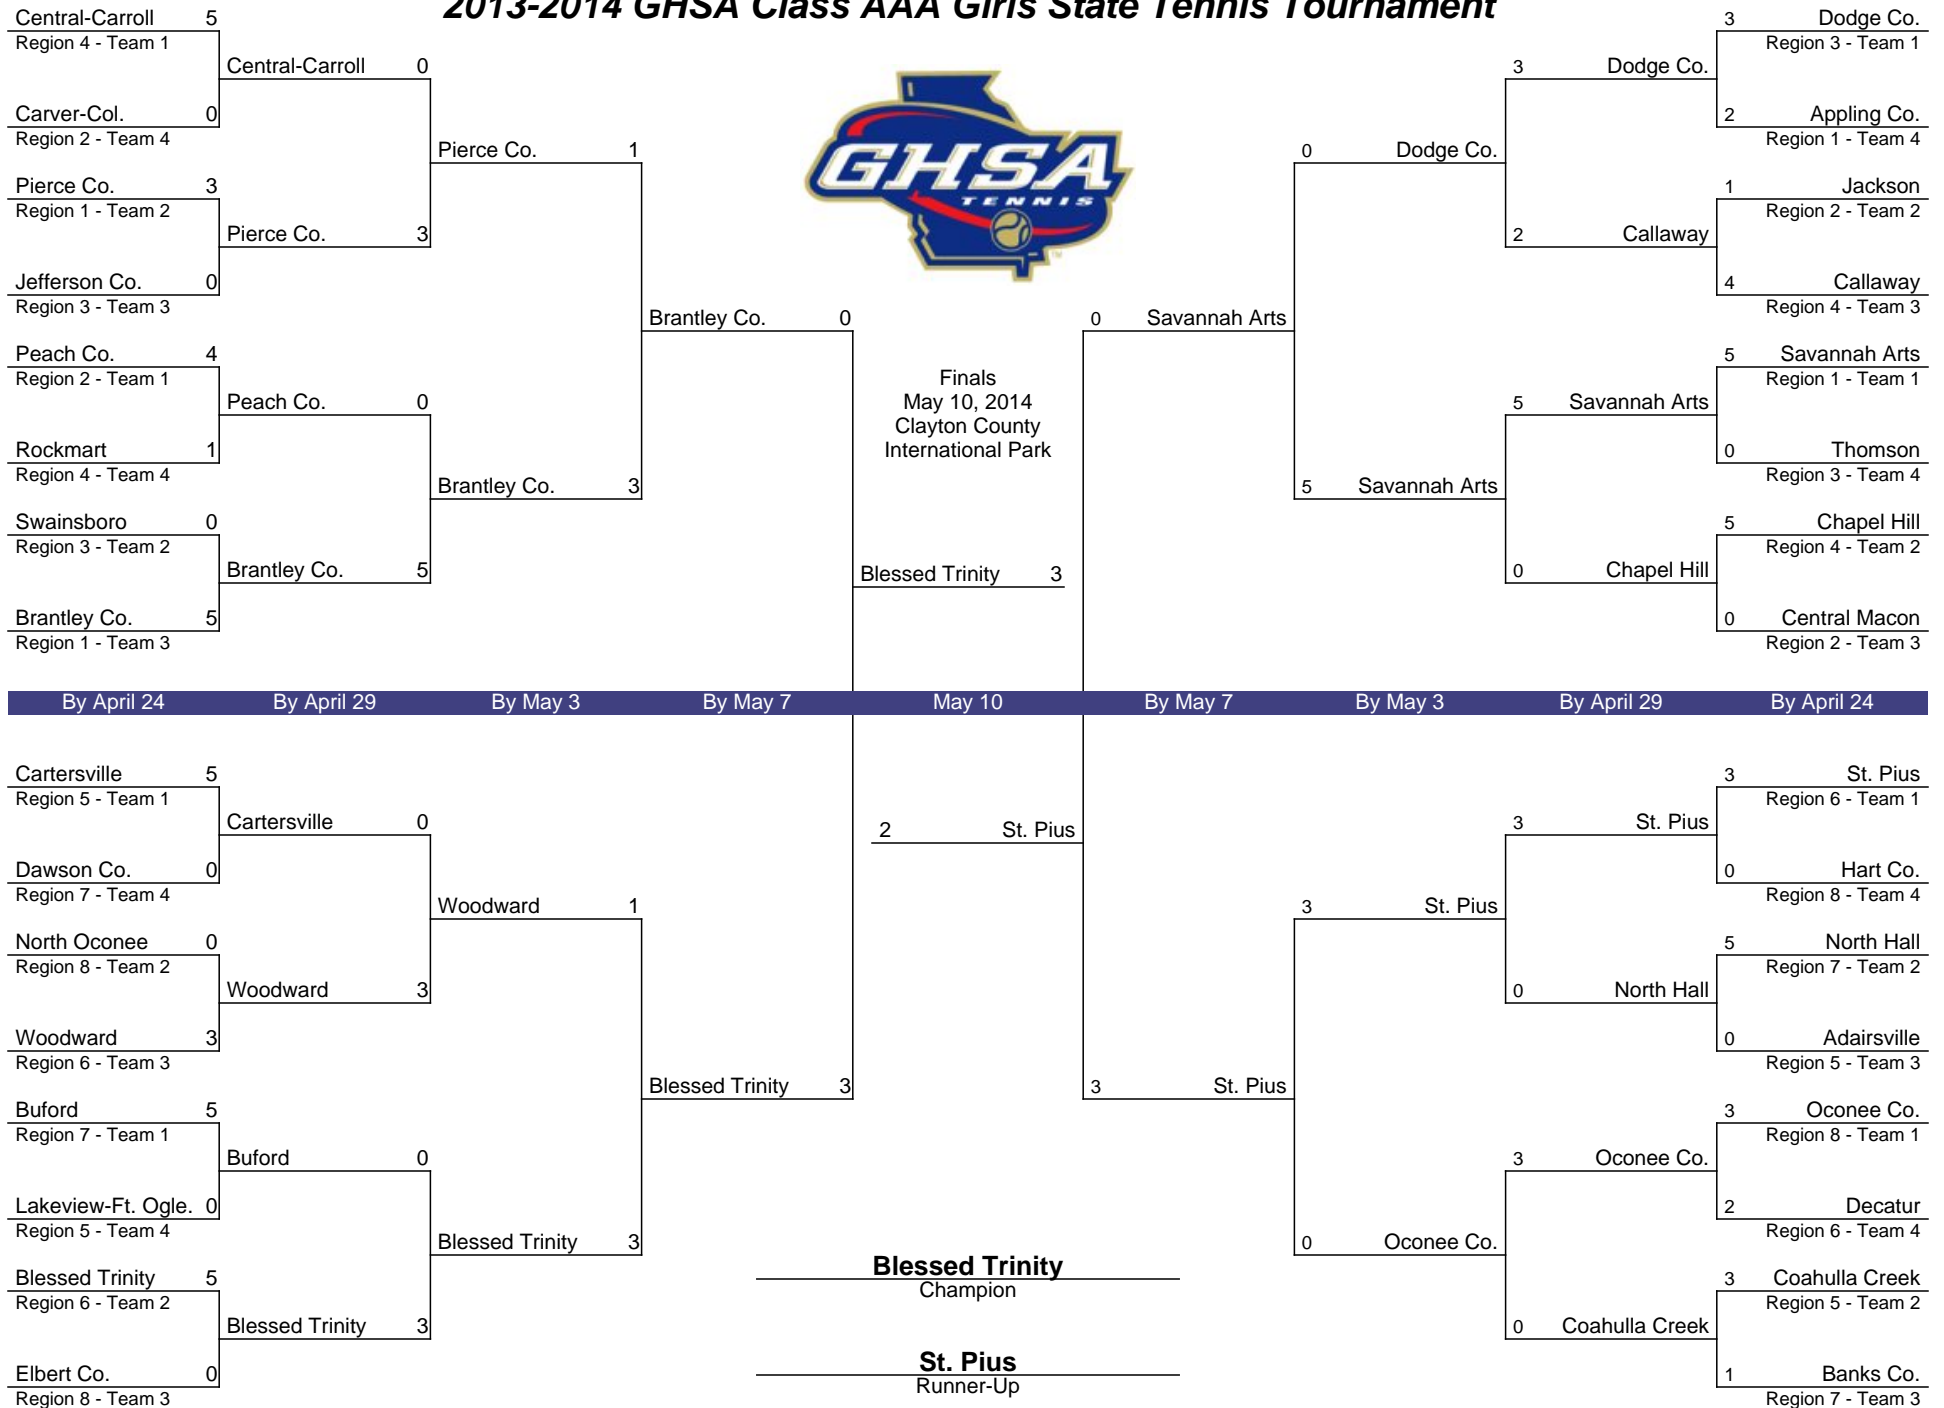 2013-2014 GHSA Class AAA Girls State Tennis Tournament
Central-Carroll 5
Region 4 - Team 1
Central-Carroll 0
Carver-Col. 0
Region 2 - Team 4
Pierce Co. 1
Pierce Co. 3
Region 1 - Team 2
Pierce Co. 3
Jefferson Co. 0
Region 3 - Team 3
Brantley Co. 0
Peach Co. 4
Region 2 - Team 1
Peach Co. 0
Rockmart 1
Region 4 - Team 4
Brantley Co. 3
Swainsboro 0
Region 3 - Team 2
Brantley Co. 5
Brantley Co. 5
Region 1 - Team 3
GHSA
TENNIS
TM
Finals
May 10, 2014
Clayton County
International Park
Blessed Trinity 3
3 Dodge Co.
Region 3 - Team 1
3 Dodge Co.
2 Appling Co.
Region 1 - Team 4
0 Dodge Co.
1 Jackson
Region 2 - Team 2
2 Callaway
4 Callaway
Region 4 - Team 3
0 Savannah Arts
5 Savannah Arts
Region 1 - Team 1
5 Savannah Arts
0 Thomson
Region 3 - Team 4
5 Savannah Arts
5 Chapel Hill
Region 4 - Team 2
0 Chapel Hill
0 Central Macon
Region 2 - Team 3
By April 24 By April 29 By May 3 By May 7 May 10 By May 7 By May 3 By April 29 By April 24
Cartersville 5
Region 5 - Team 1
Cartersville 0
Dawson Co. 0
Region 7 - Team 4
Woodward 1
North Oconee 0
Region 8 - Team 2
Woodward 3
Woodward 3
Region 6 - Team 3
Blessed Trinity 3
Buford 5
Region 7 - Team 1
Buford 0
Lakeview-Ft. Ogle. 0
Region 5 - Team 4
Blessed Trinity 3
Blessed Trinity 5
Region 6 - Team 2
Blessed Trinity 3
Elbert Co. 0
Region 8 - Team 3
2 St. Pius
3 St. Pius
Region 6 - Team 1
3 St. Pius
0 Hart Co.
Region 8 - Team 4
3 St. Pius
5 North Hall
Region 7 - Team 2
0 North Hall
0 Adairsville
Region 5 - Team 3
3 St. Pius
3 Oconee Co.
Region 8 - Team 1
3 Oconee Co.
2 Decatur
Region 6 - Team 4
0 Oconee Co.
3 Coahulla Creek
Region 5 - Team 2
0 Coahulla Creek
1 Banks Co.
Region 7 - Team 3
Blessed Trinity
Champion
St. Pius
Runner-Up